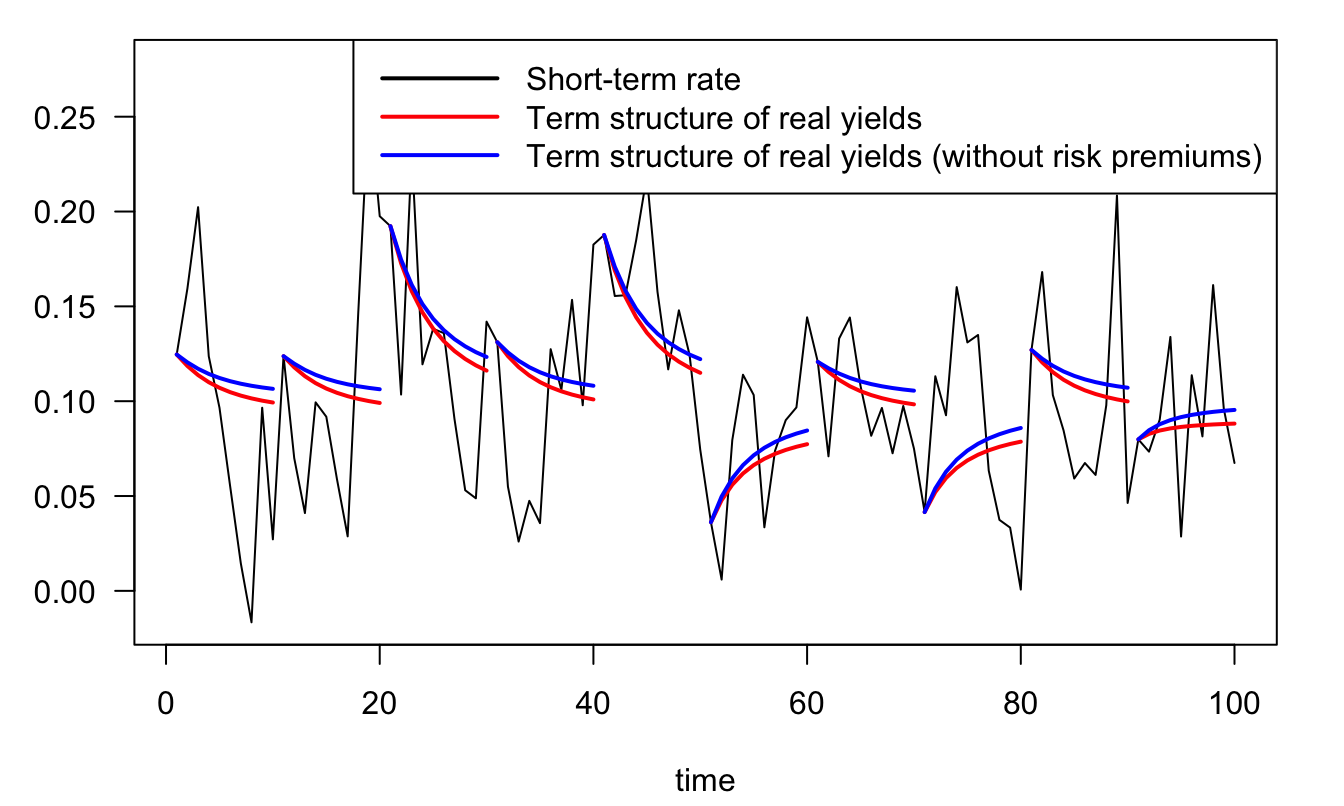 Short-term rate
Term structure of real yields
Term structure of real yields (without risk premiums)
0.25
0.20
0.15
0.10
0.05
0.00
0 20 40 60 80 100
time